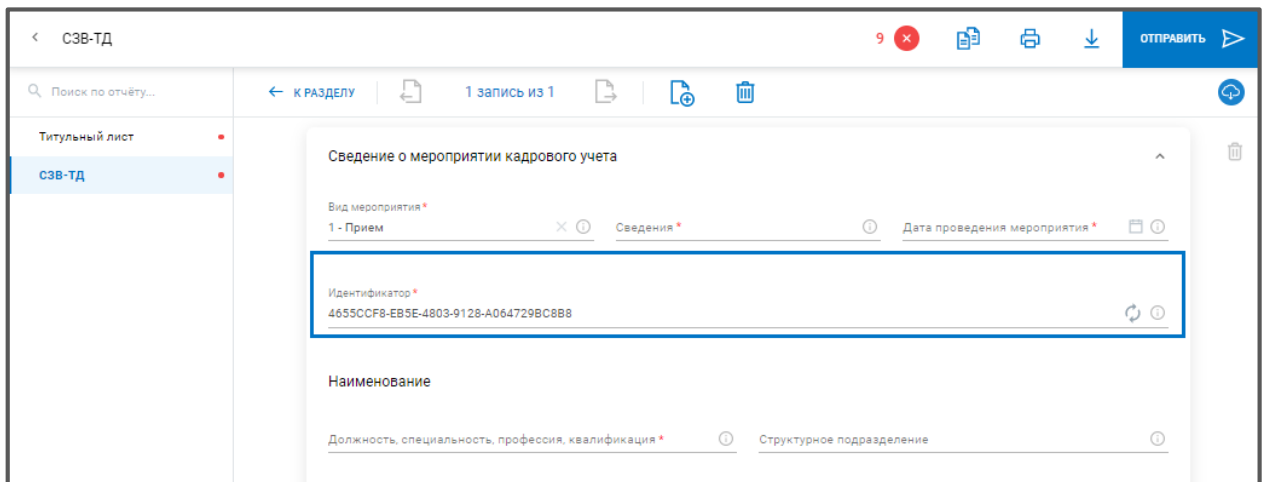 СЗВ-ТД
9
ОТПРАВИТЬ
Поиск по отчёту...
К РАЗДЕЛУ
1 запись из 1
Титульный лист
СЗВ-ТД
Сведение о мероприятии кадрового учета
Вид мероприятия *
1 - Прием
Сведения *
Дата проведения мероприятия *
Идентификатор *
4655CCF8-EB5E-4803-9128-A064729BC8B8
Наименование
Должность, специальность, профессия, квалификация *
Структурное подразделение